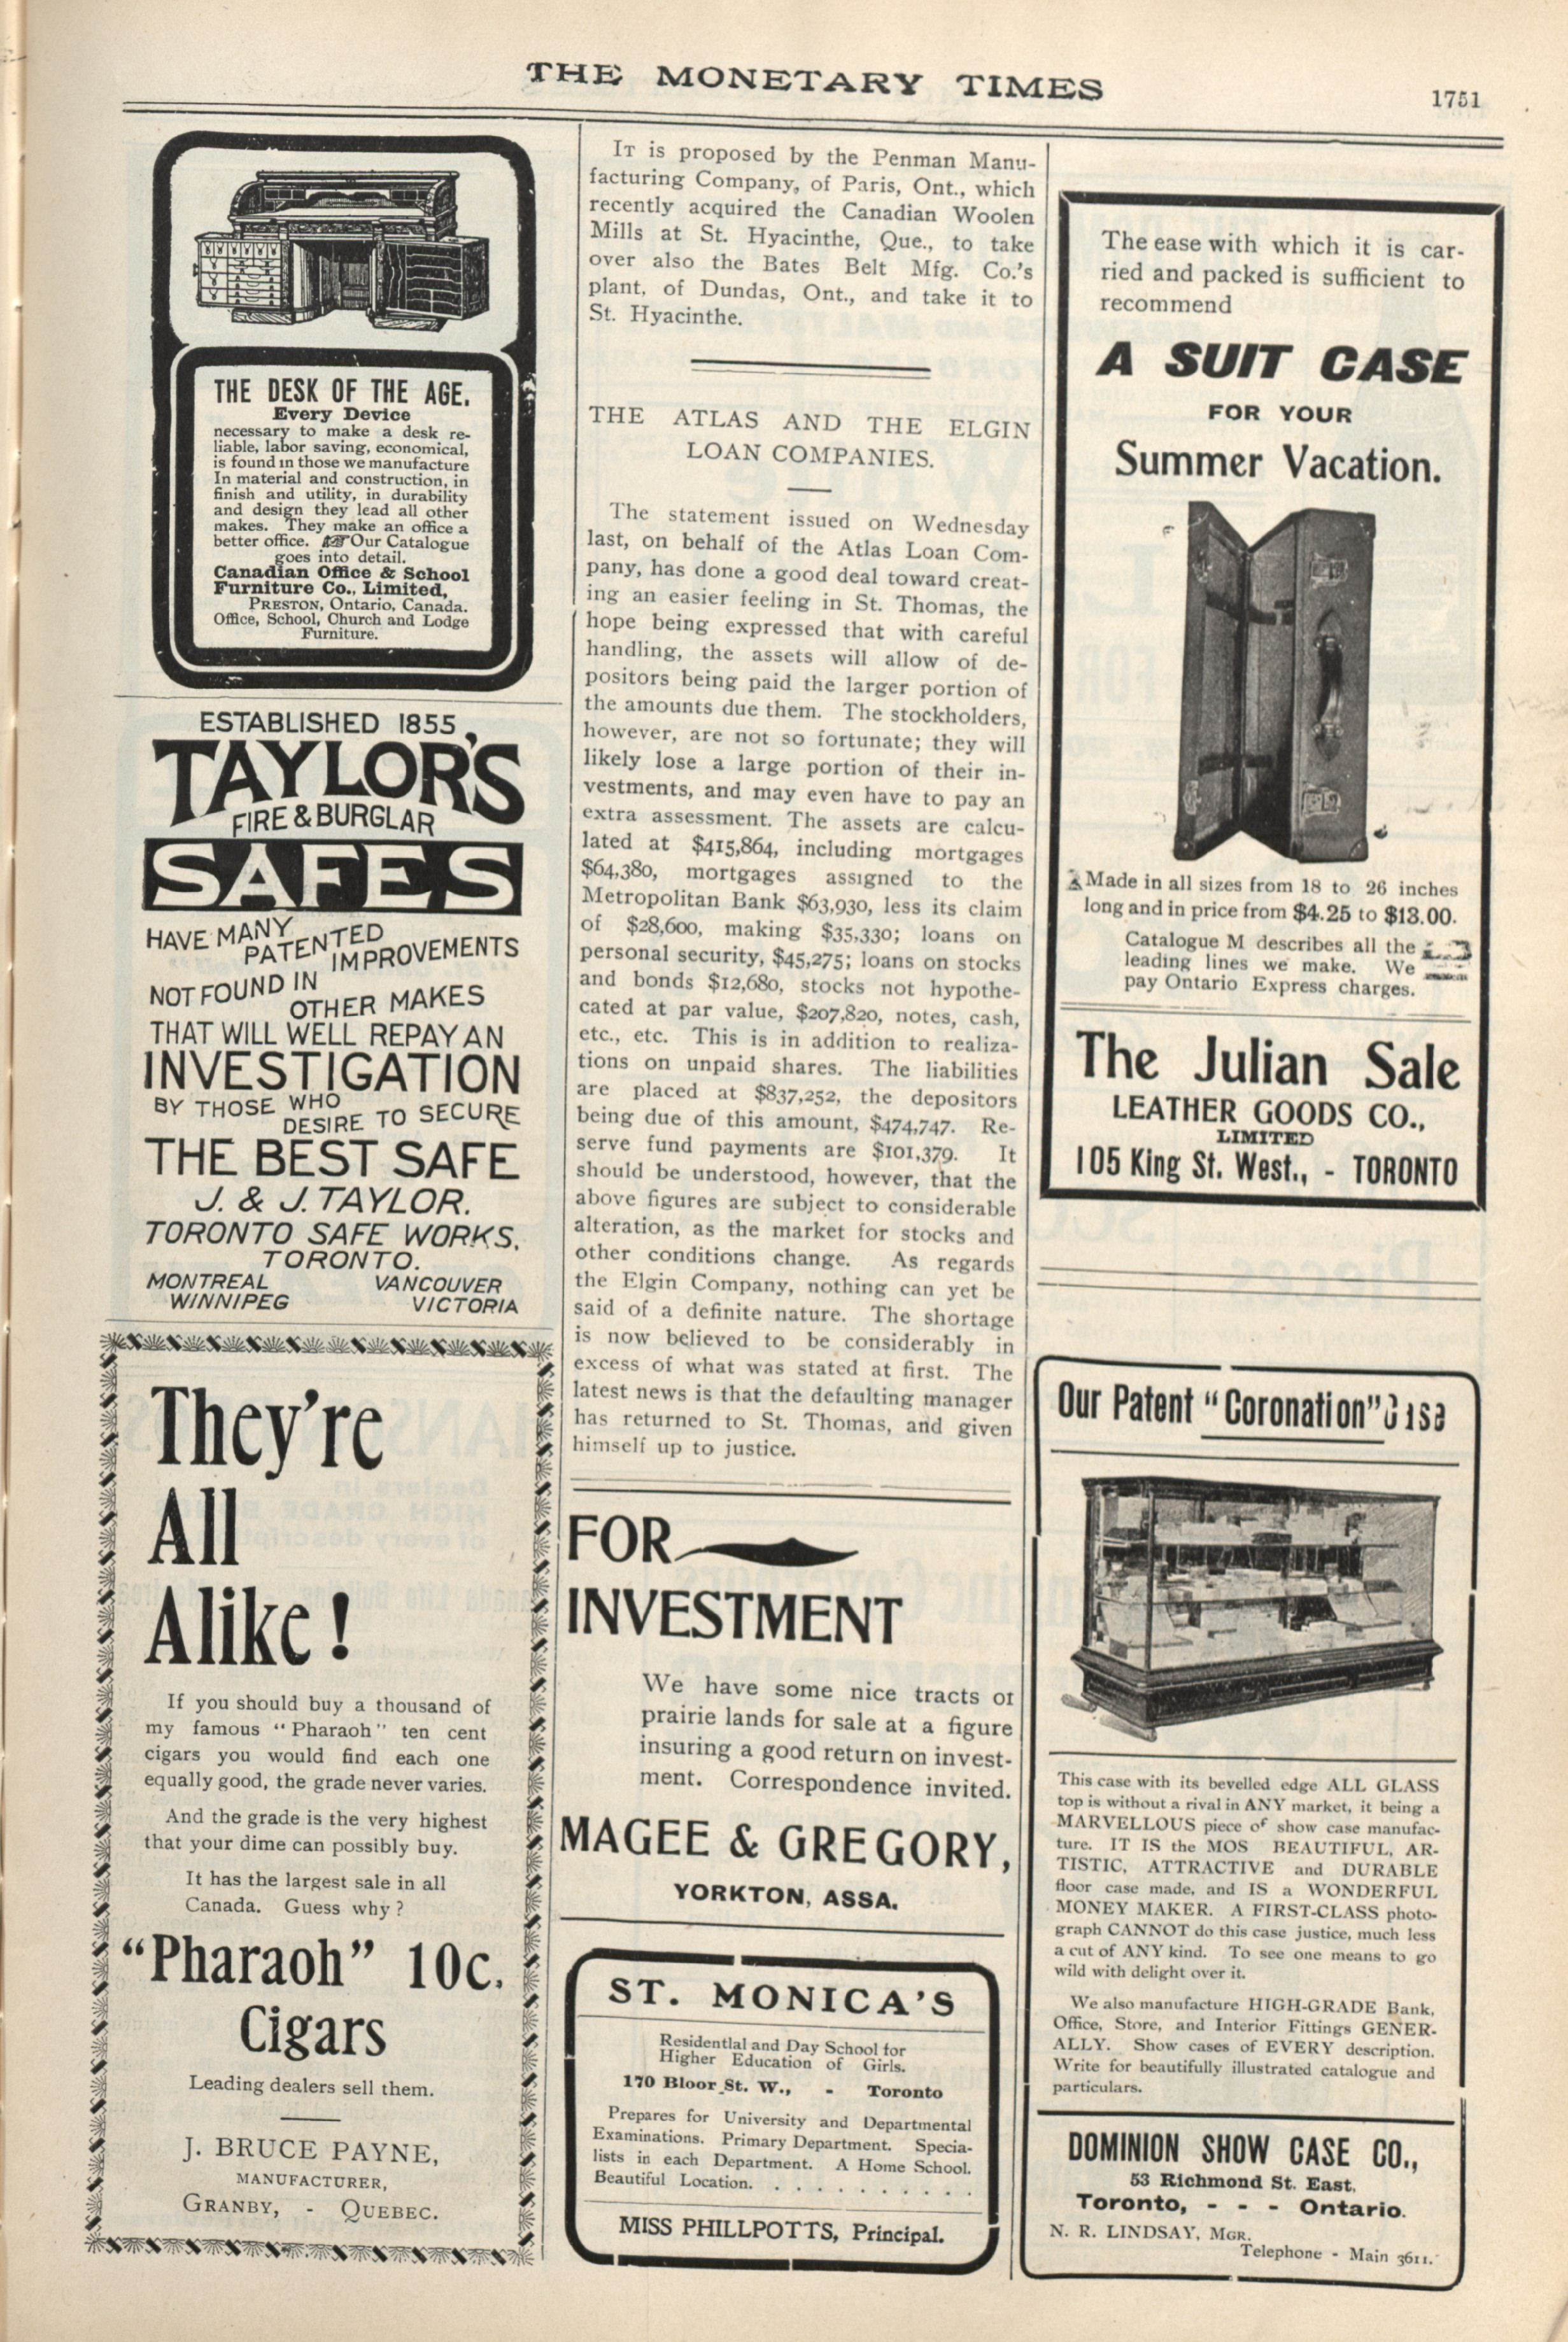 THE MONETARY TIMES
1751
THE DESK OF THE AGE.
Every Device
necessary to make a desk re-
liable, labor saving, economical,
is found in those we manufacture
In material and construction, in
finish and utility, in durability
and design they lead all other
makes. They make an office a
better office. Our Catalogue
goes into detail.
Canadian Office & School
Furniture Co., Limited,
PRESTON, Ontario, Canada.
Office, School, Church and Lodge
Furniture.
ESTABLISHED 1855
TAYLOR'S
FIRE & BURGLAR
SAFES
HAVE MANY
PATENTED
IMPROVEMENTS
NOT FOUND IN
OTHER MAKES
THAT WILL WELL REPAY AN
INVESTIGATION
BY THOSE WHO
DESIRE TO SECURE
THE BEST SAFE
J. & J. TAYLOR.
TORONTO SAFE WORKS,
TORONTO.
MONTREAL VANCOUVER
WINNIPEG VICTORIA
They're
All
Alike!
If you should buy a thousand of
my famous "Pharaoh" ten cent
cigars you would find each one
equally good, the grade never varies.
And the grade is the very highest
that your dime can possibly buy.
It has the largest sale in all
Canada. Guess why?
"Pharaoh" 10c.
Cigars
Leading dealers sell them.
J. BRUCE PAYNE,
MANUFACTURER,
GRANBY, - QUEBEC.
IT is proposed by the Penman Manu-
facturing Company, of Paris, Ont., which
recently acquired the Canadian Woolen
Mills at St. Hyacinthe, Que., to take
over also the Bates Belt Mfg. Co.'s
plant, of Dundas, Ont., and take it to
St. Hyacinthe.
THE ATLAS AND THE ELGIN
LOAN COMPANIES.
The statement issued on Wednesday
last, on behalf of the Atlas Loan Com-
pany, has done a good deal toward creat-
ing an easier feeling in St. Thomas, the
hope being expressed that with careful
handling, the assets will allow of de-
positors being paid the larger portion of
the amounts due them. The stockholders,
however, are not so fortunate; they will
likely lose a large portion of their in-
vestments, and may even have to pay an
extra assessment. The assets are calcu-
lated at $415,864, including mortgages
$64,380, mortgages assigned to the
Metropolitan Bank $63,930, less its claim
of $28,600, making $35,330; loans on
personal security, $45,275; loans on stocks
and bonds $12,680, stocks not hypothe-
cated at par value, $207,820, notes, cash,
etc., etc. This is in addition to realiza-
tions on unpaid shares. The liabilities
are placed at $837,252, the depositors
being due of this amount, $474,747. Re-
serve fund payments are $101,379. It
should be understood, however, that the
above figures are subject to considerable
alteration, as the market for stocks and
other conditions change. As regards
the Elgin Company, nothing can yet be
said of a definite nature. The shortage
is now believed to be considerably in
excess of what was stated at first. The
latest news is that the defaulting manager
has returned to St. Thomas, and given
himself up to justice.
FOR
INVESTMENT
We have some nice tracts of
prairie lands for sale at a figure
insuring a good return on invest-
ment. Correspondence invited.
MAGEE & GREGORY,
YORKTON, ASSA.
ST. MONICA'S
Residential and Day School for
Higher Education of Girls.
170 Bloor St. W., - Toronto
Prepares for University and Departmental
Examinations. Primary Department. Specia-
lists in each Department. A Home School.
Beautiful Location. . . . . . . . . . .
MISS PHILLPOTTS, Principal.
The ease with which it is car-
ried and packed is sufficient to
recommend
A SUIT CASE
FOR YOUR
Summer Vacation.
Made in all sizes from 18 to 26 inches
long and in price from $4.25 to $13.00.
Catalogue M describes all the
leading lines we make. We
pay Ontario Express charges.
The Julian Sale
LEATHER GOODS CO.,
LIMITED
105 King St. West., - TORONTO
Our Patent "Coronation" Case
This case with its bevelled edge ALL GLASS
top is without a rival in ANY market, it being a
MARVELLOUS piece of show case manufac-
ture. IT IS the MOS BEAUTIFUL, AR-
TISTIC, ATTRACTIVE and DURABLE
floor case made, and IS a WONDERFUL
MONEY MAKER. A FIRST-CLASS photo-
graph CANNOT do this case justice, much less
a cut of ANY kind. To see one means to go
wild with delight over it.
We also manufacture HIGH-GRADE Bank,
Office, Store, and Interior Fittings GENER-
ALLY. Show cases of EVERY description.
Write for beautifully illustrated catalogue and
particulars.
DOMINION SHOW CASE CO.,
53 Richmond St. East,
Toronto, - - - Ontario.
N. R. LINDSAY, MGR.
Telephone - Main 3611.